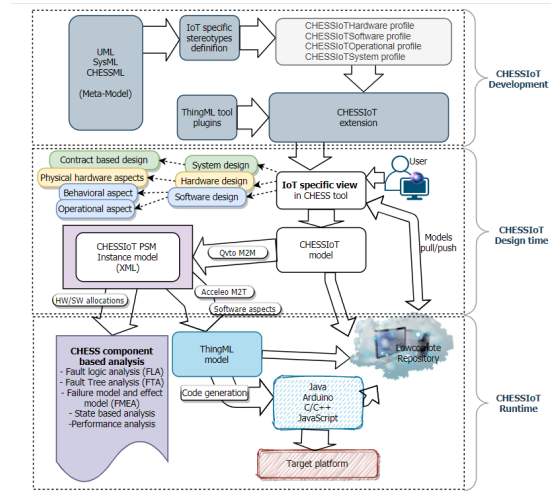 UML
SysML
CHESSML
(Meta-Model)
IoT specific
stereotypes
definifion
CHESSIoTHardware profile
CHESSIoTSoftware profile
CHESSIoTOperational profile
CHESSIoTSystem profile
CHESSIoT
Development
ThingML tool
plugins
CHESSIoT
extension
Contract based design
System design
Physical hardware aspects
Hardware design
Behavioral aspect
Software design
Operational aspect
IoT specific view
in CHESS tool
User
CHESSIoT
Design time
CHESSIoT PSM
Instance model
(XML)
Qvto M2M
CHESSIoT
model
Models
pull/push
HW/SW allocations
Acceleo M2T
Software aspects
CHESS component
based analysis
- Fault logic analysis (FLA)
- Fault Tree analysis (FTA)
- Failure model and effect
model (FMEA)
- State based analysis
-Performance analysis
ThingML
model
Lowcomote
Repository
Code generation
Java
Arduino
C/C++
JavaScript
CHESSIoT
Runtime
Target platform